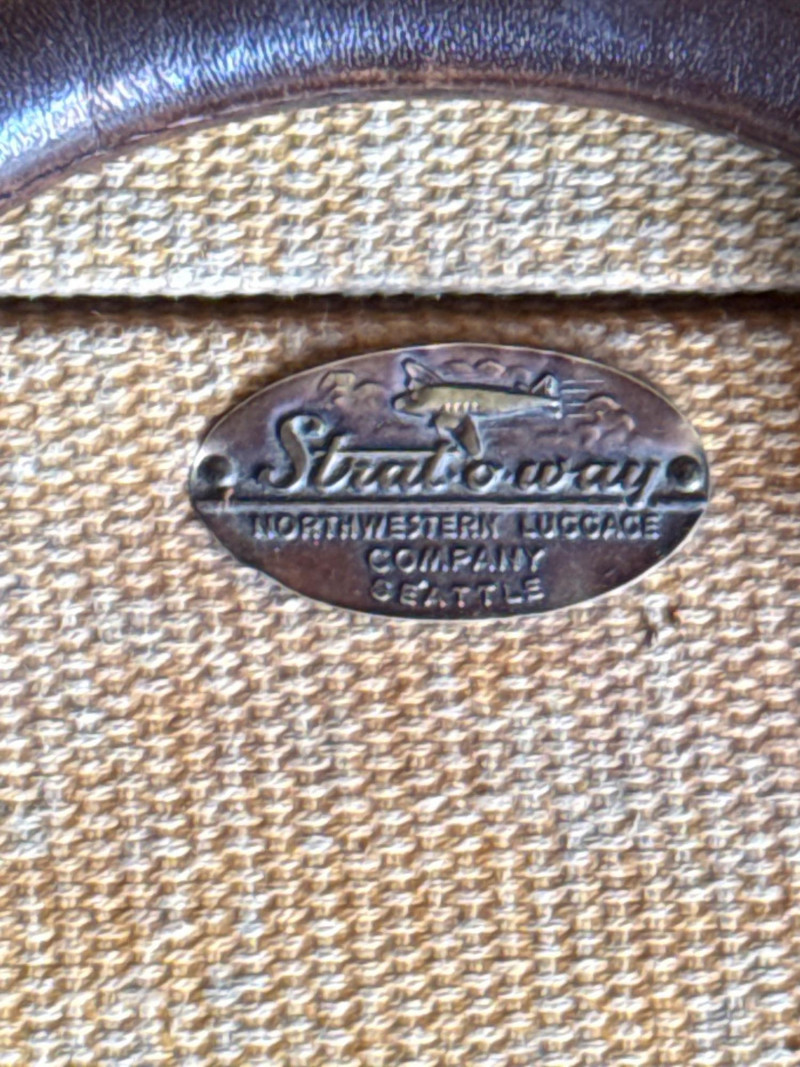 Strat-o-way
NORTHWESTERN LUGGAGE
COMPANY
SEATTLE